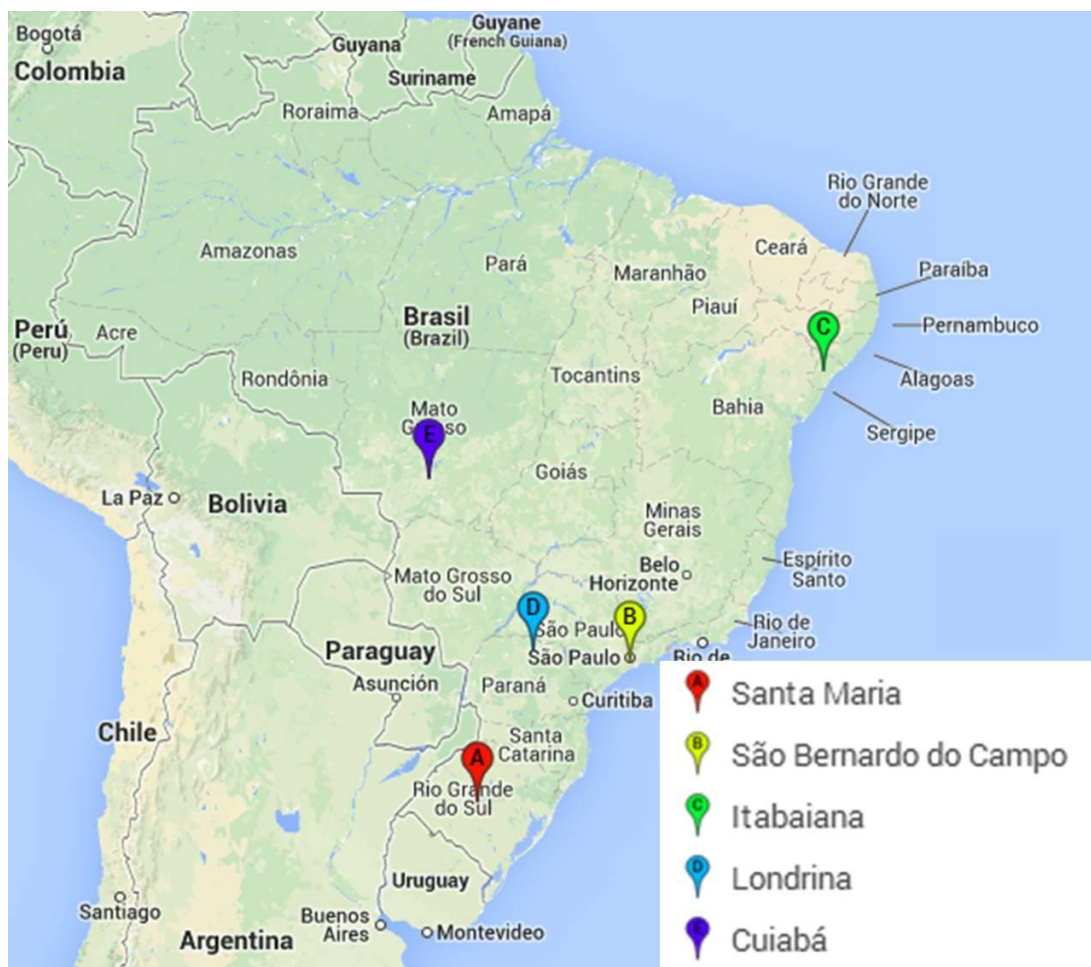 Bogotá
Colombia
Guyane
(French Guiana)
Guyana
Suriname
Roraima
Amapá
Rio Grande
do Norte
Amazonas
Pará
Maranhão
Ceará
Piauí
Paraíba
Perú
(Peru)
Acre
Brasil
(Brazil)
C
Pernambuco
Rondônia
Tocantins
Alagoas
Mato
Grosso
E
Bahia
Sergipe
La Paz
Bolivia
Goiás
Minas
Gerais
Mato Grosso
do Sul
Belo
Horizonte
Espírito
Santo
D
B
São Paulo
São Paulo
Rio de
Janeiro
Rio de
Paraguay
Asunción
Paraná
Curitiba
Chile
Santa
Catarina
A
Rio Grande
do Sul
Uruguay
Santiago
Buenos
Aires
Montevideo
Argentina
A Santa Maria
B São Bernardo do Campo
C Itabaiana
D Londrina
E Cuiabá